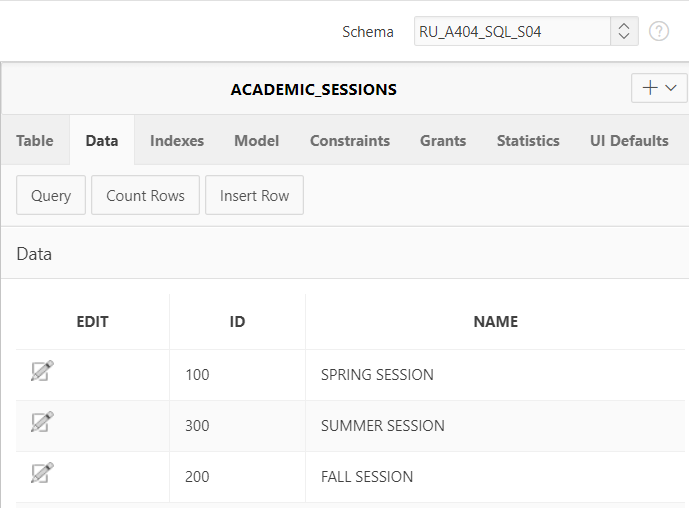 Schema RU_A404_SQL_S04 ?
ACADEMIC_SESSIONS
Table Data Indexes Model Constraints Grants Statistics UI Defaults
Query Count Rows Insert Row
Data
EDIT ID NAME
100 SPRING SESSION
300 SUMMER SESSION
200 FALL SESSION